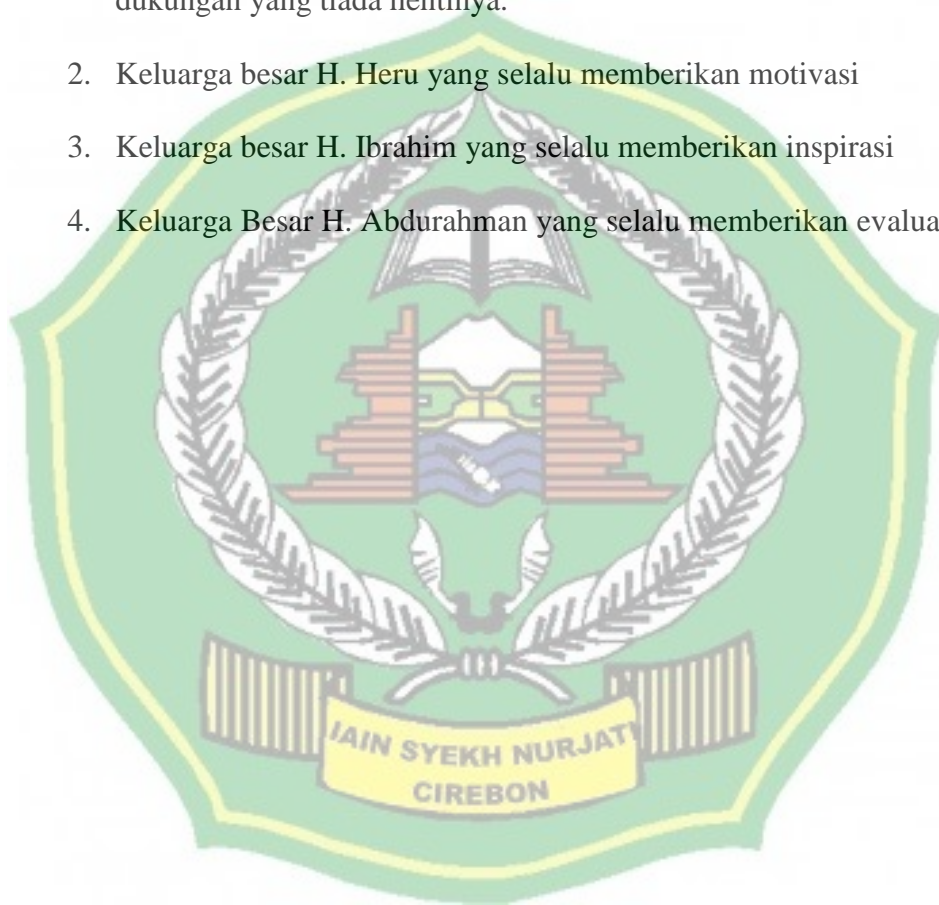 dukungan yang tiada hentinya.
2. Keluarga besar H. Heru yang selalu memberikan motivasi
3. Keluarga besar H. Ibrahim yang selalu memberikan inspirasi
4. Keluarga Besar H. Abdurahman yang selalu memberikan
IAIN SYEKH NURJATI
CIREBON